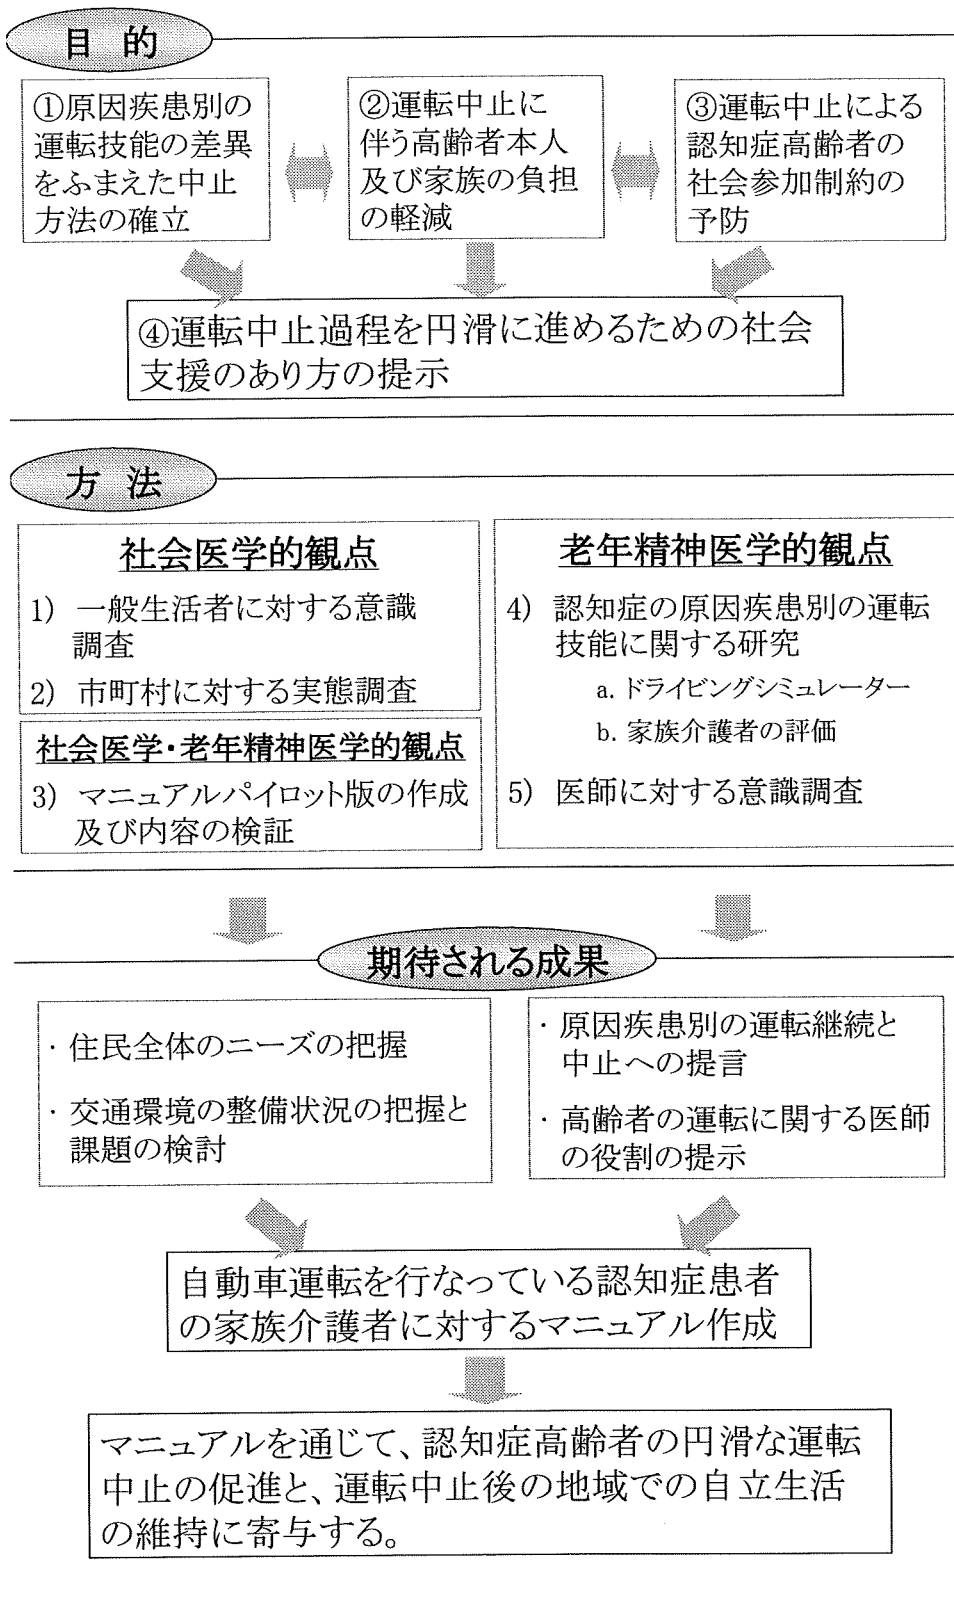 目 的
①原因疾患別の
運転技能の差異
をふまえた中止
方法の確立
②運転中止に
伴う高齢者本人
及び家族の負担
の軽減
③運転中止による
認知症高齢者の
社会参加制約の
予防
④運転中止過程を円滑に進めるための社会
支援のあり方の提示
方 法
社会医学的観点
1) 一般生活者に対する意識
調査
2) 市町村に対する実態調査
社会医学・老年精神医学的観点
3) マニュアルパイロット版の作成
及び内容の検証
老年精神医学的観点
4) 認知症の原因疾患別の運転
技能に関する研究
a. ドライビングシミュレーター
b. 家族介護者の評価
5) 医師に対する意識調査
期待される成果
・住民全体のニーズの把握
・交通環境の整備状況の把握と
課題の検討
・原因疾患別の運転継続と
中止への提言
・高齢者の運転に関する医師
の役割の提示
自動車運転を行なっている認知症患者
の家族介護者に対するマニュアル作成
マニュアルを通じて、認知症高齢者の円滑な運転
中止の促進と、運転中止後の地域での自立生活
の維持に寄与する。